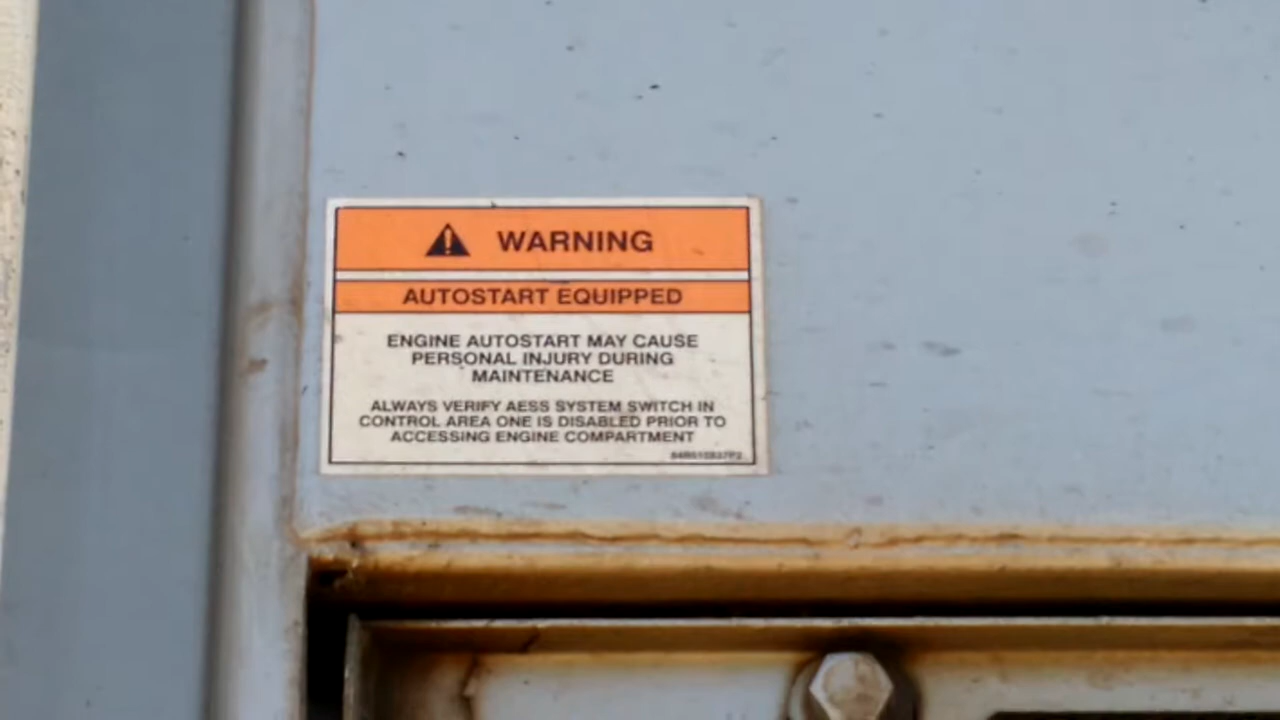 WARNING
AUTOSTART EQUIPPED
ENGINE AUTOSTART MAY CAUSE
PERSONAL INJURY DURING
MAINTENANCE
ALWAYS VERIFY AESS SYSTEM SWITCH IN
CONTROL AREA ONE IS DISABLED PRIOR TO
ACCESSING ENGINE COMPARTMENT